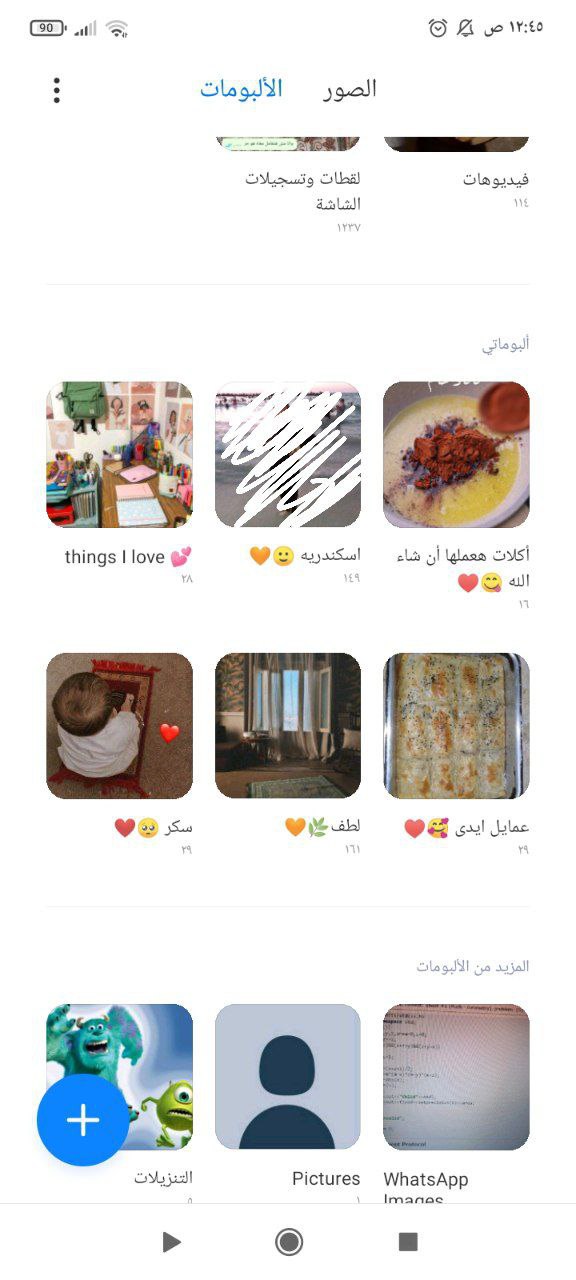 ١٢:٤٥ ص
90
الصور
الألبومات
فيديوهات
١١٤
لقطات وتسجيلات
الشاشة
١٢٣٧
ألبوماتي
أكلات هعملها أن شاء
الله 😋♥️
١٦
اسكندريه 🙂🧡
١٤٩
things I love 💕
٢٨
عمايل ايدى 🥰♥️
٢٩
لطف🌿🧡
١٦١
سكر 🥺❤️
٢٩
المزيد من الألبومات
WhatsApp
Images
Pictures
١
التنزيلات
٥